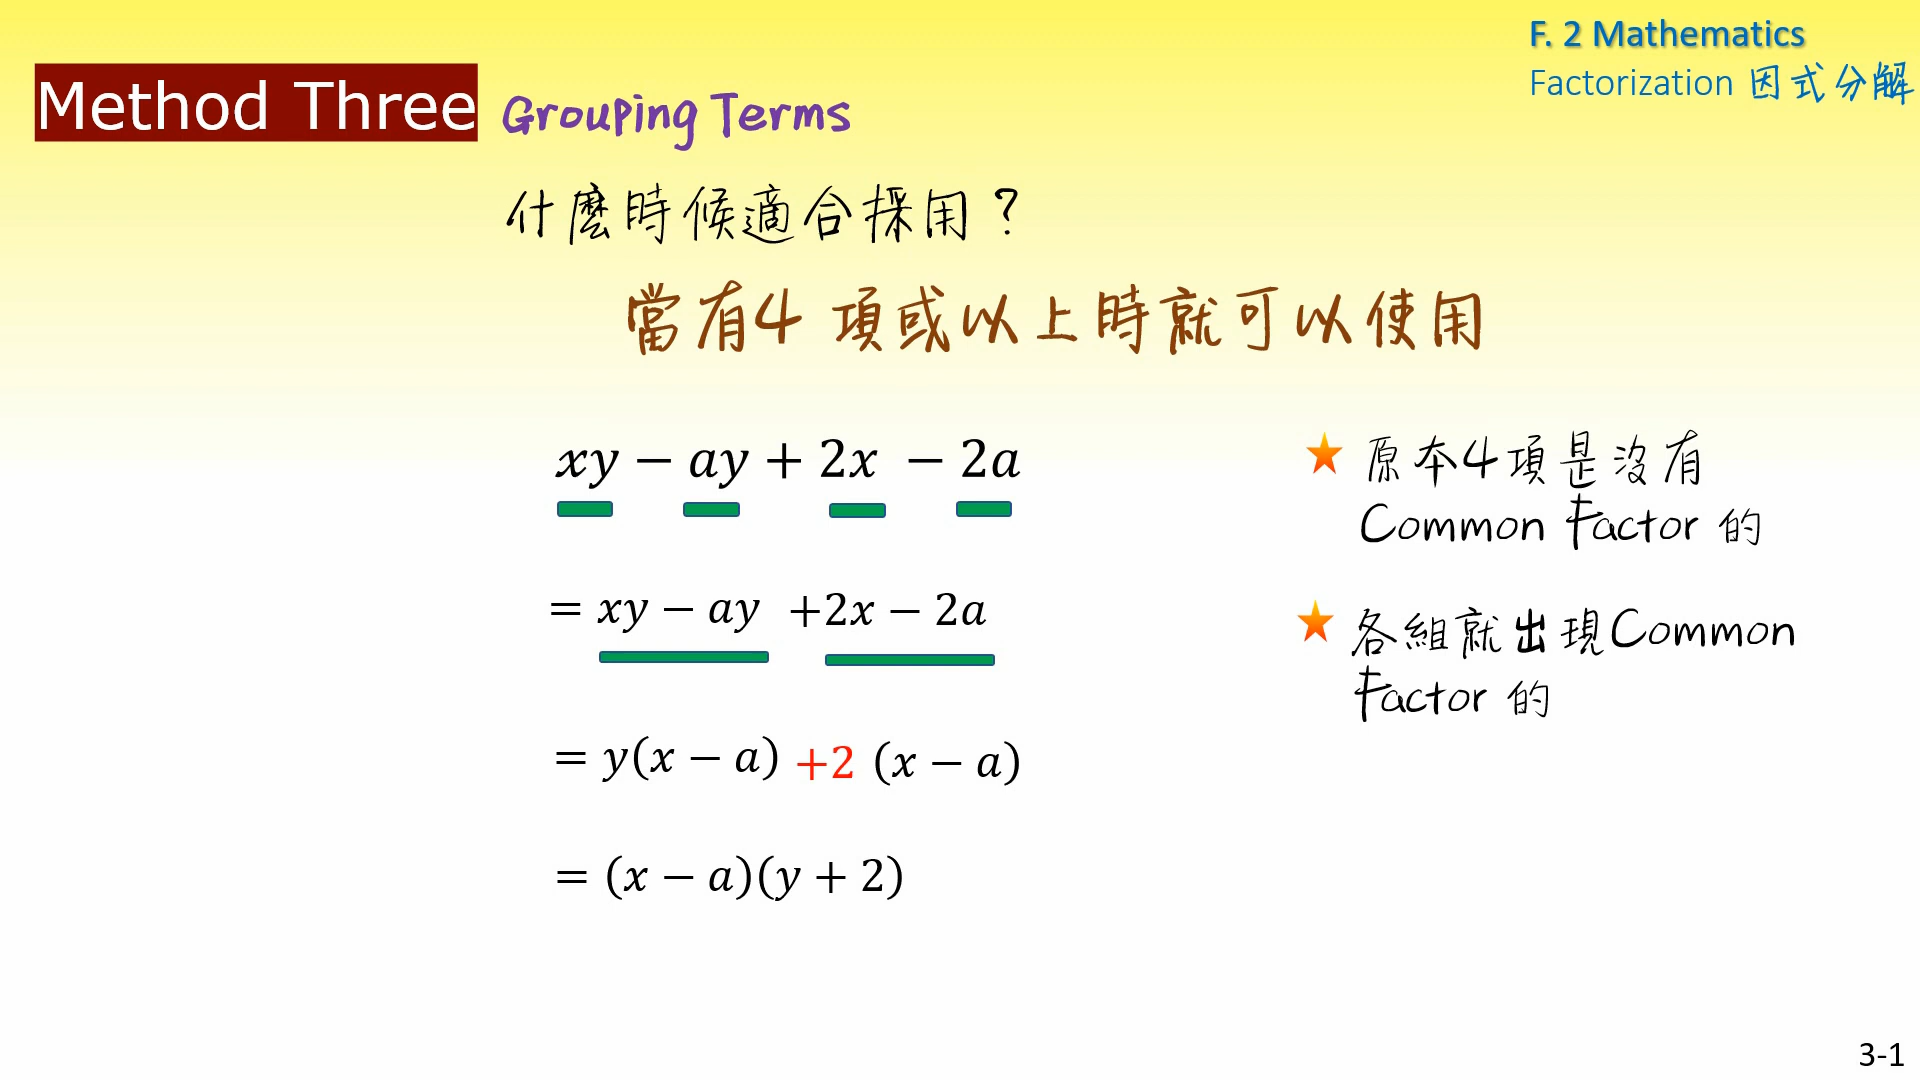 F. 2 Mathematics
Factorization 因式分解
Method Three Grouping Terms
什麼時候適合採用？
當有4 項或以上時就可以使用
xy − ay + 2x − 2a
= xy − ay +2x − 2a
= y(x − a) +2 (x − a)
= (x − a)(y + 2)
★ 原本4項是沒有
Common Factor 的
★ 各組就出現Common
Factor 的
3-1